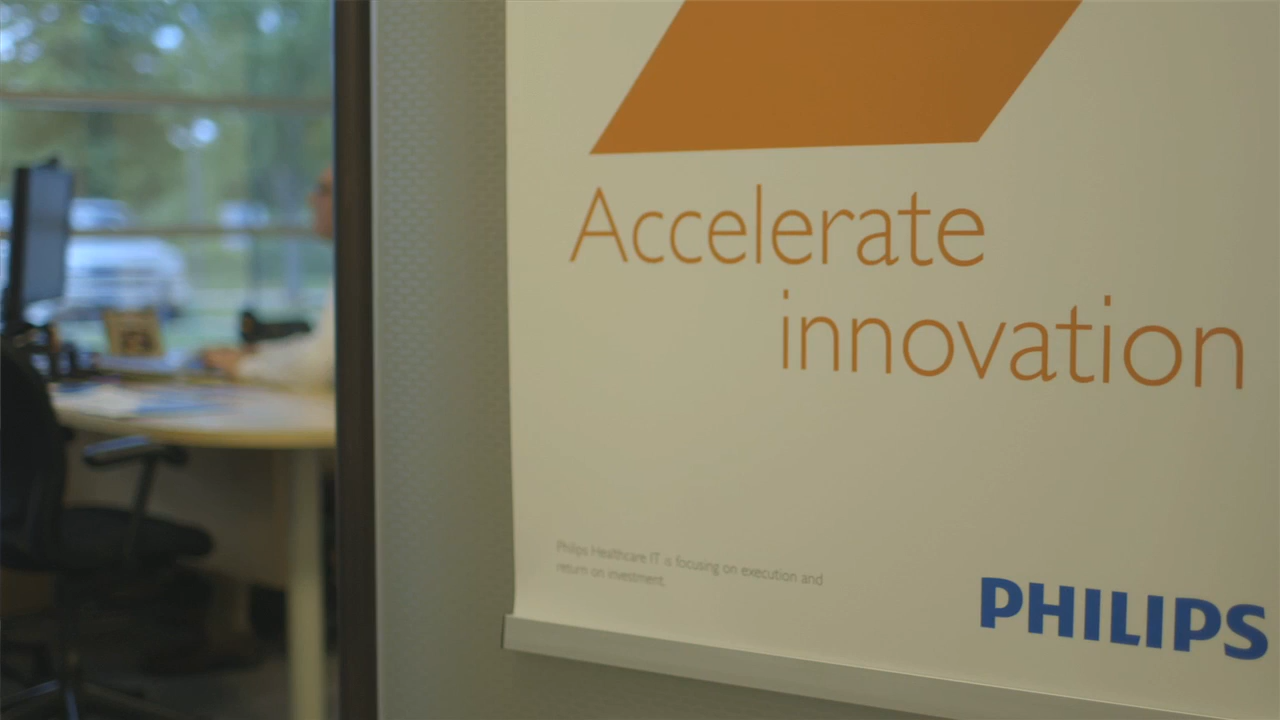 Accelerate
innovation
Philips Healthcare IT is focusing on execution and
return on investment.
PHILIPS